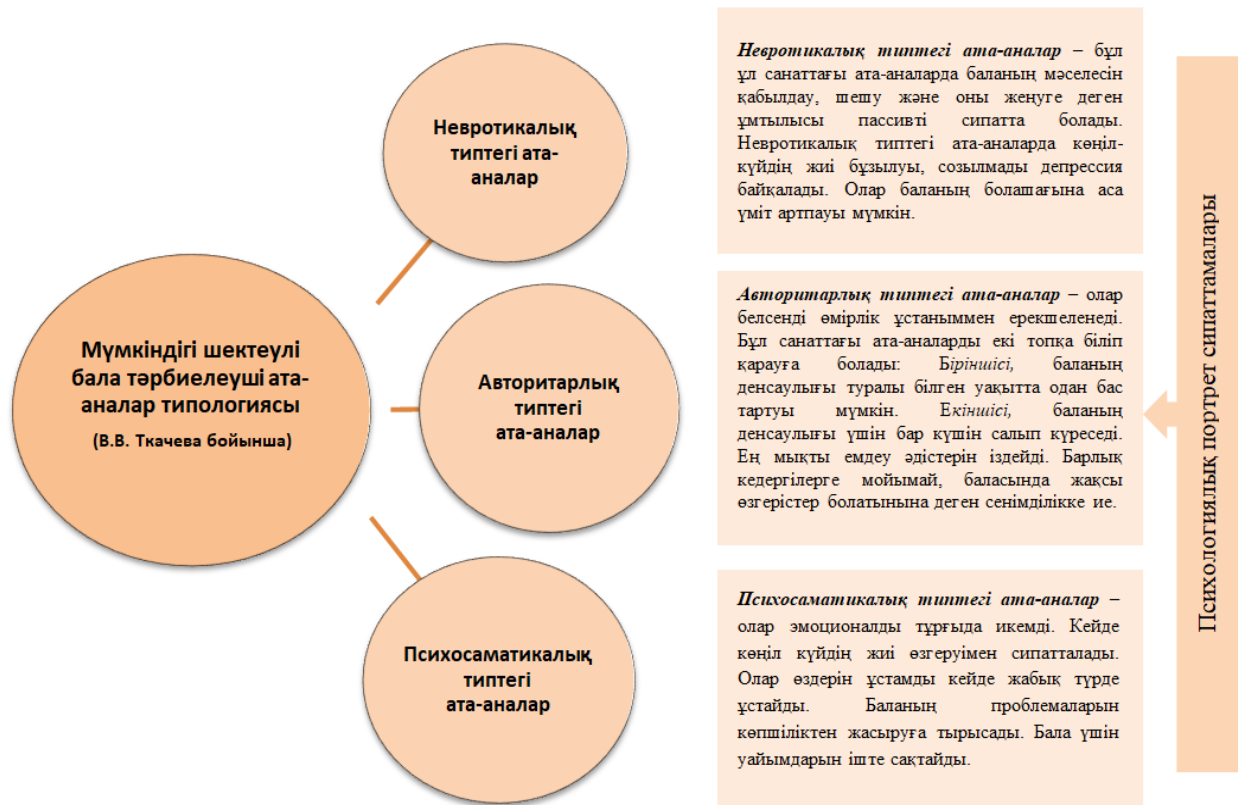 Мүмкіндігі шектеулі
бала тәрбиелеуші ата-
аналар типологиясы
(В.В. Ткачева бойынша)
Невротикалық
типтегі ата-
аналар
Авторитарлық
типтегі
ата-аналар
Психосаматикалық
типтегі
ата-аналар
Невротикалық типтегі ата-аналар – бұл
ұл санаттағы ата-аналарда баланың мәселесін
қабылдау, шешу және оны жеңуге деген
ұмтылысы пассивті сипатта болады.
Невротикалық типтегі ата-аналарда көңіл-
күйдің жиі бұзылуы, созылмады депрессия
байқалады. Олар баланың болашағына аса
үміт артпауы мүмкін.
Авторитарлық типтегі ата-аналар – олар
белсенді өмірлік ұстаныммен ерекшеленеді.
Бұл санаттағы ата-аналарды екі топқа біліп
қарауға болады: Біріншісі, баланың
денсаулығы туралы білген уақытта одан бас
тартуы мүмкін. Екіншісі, баланың
денсаулығы үшін бар күшін салып күреседі.
Ең мықты емдеу әдістерін іздейді. Барлық
кедергілерге мойымай, баласында жақсы
өзгерістер болатынына деген сенімділікке ие.
Психосаматикалық типтегі ата-аналар –
олар эмоционалды тұрғыда икемді. Кейде
көңіл күйдің жиі өзгеруімен сипатталады.
Олар өздерін ұстамды кейде жабық түрде
ұстайды. Баланың проблемаларын
көпшіліктен жасыруға тырысады. Бала үшін
уайымдарын іште сақтайды.
Психологиялық портрет сипаттамалары